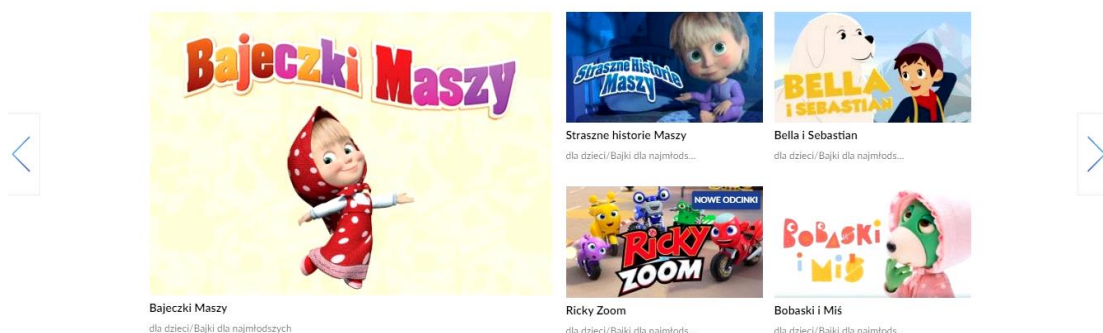 Bajeczki Maszy
Bajeczki Maszy
dla dzieci/Bajki dla najmłodszych
Straszne Historie
Maszy
Straszne historie Maszy
dla dzieci/Bajki dla najmłods...
BELLA
i SEBASTIAN
Bella i Sebastian
dla dzieci/Bajki dla najmłods...
NOWE ODCINKI
RICKY
ZOOM
Ricky Zoom
dla dzieci/Bajki dla najmłods...
BOBASKI
i MiŚ
Bobaski i Miś
dla dzieci/Bajki dla najmłods...